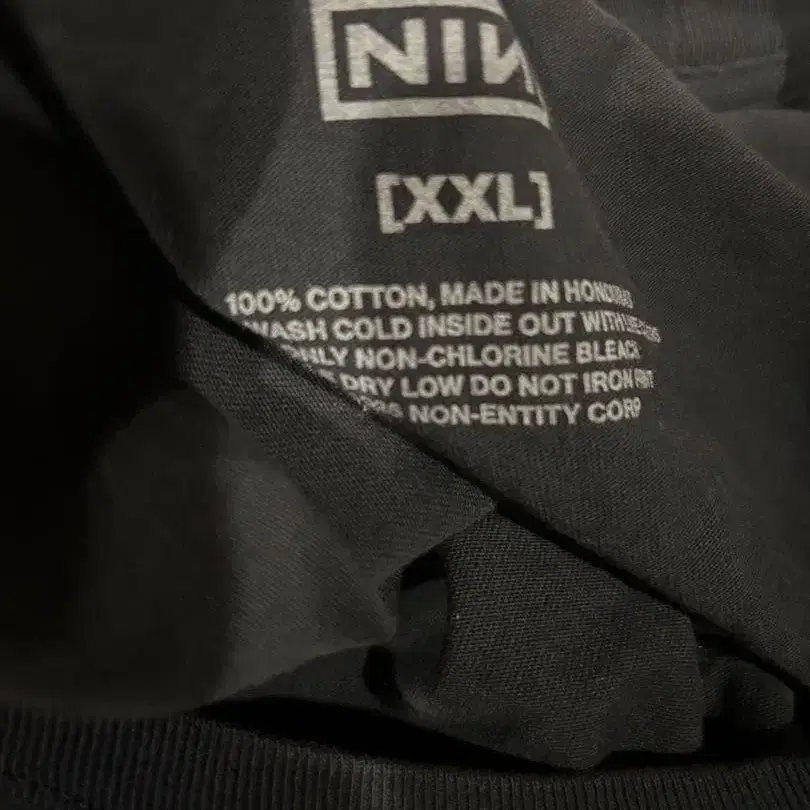 NIN
[XXL]
100% COTTON, MADE IN HONDURAS
WASH COLD INSIDE OUT WITH
ONLY NON-CHLORINE BLEACH
DRY LOW DO NOT IRON
NON-ENTITY CORP